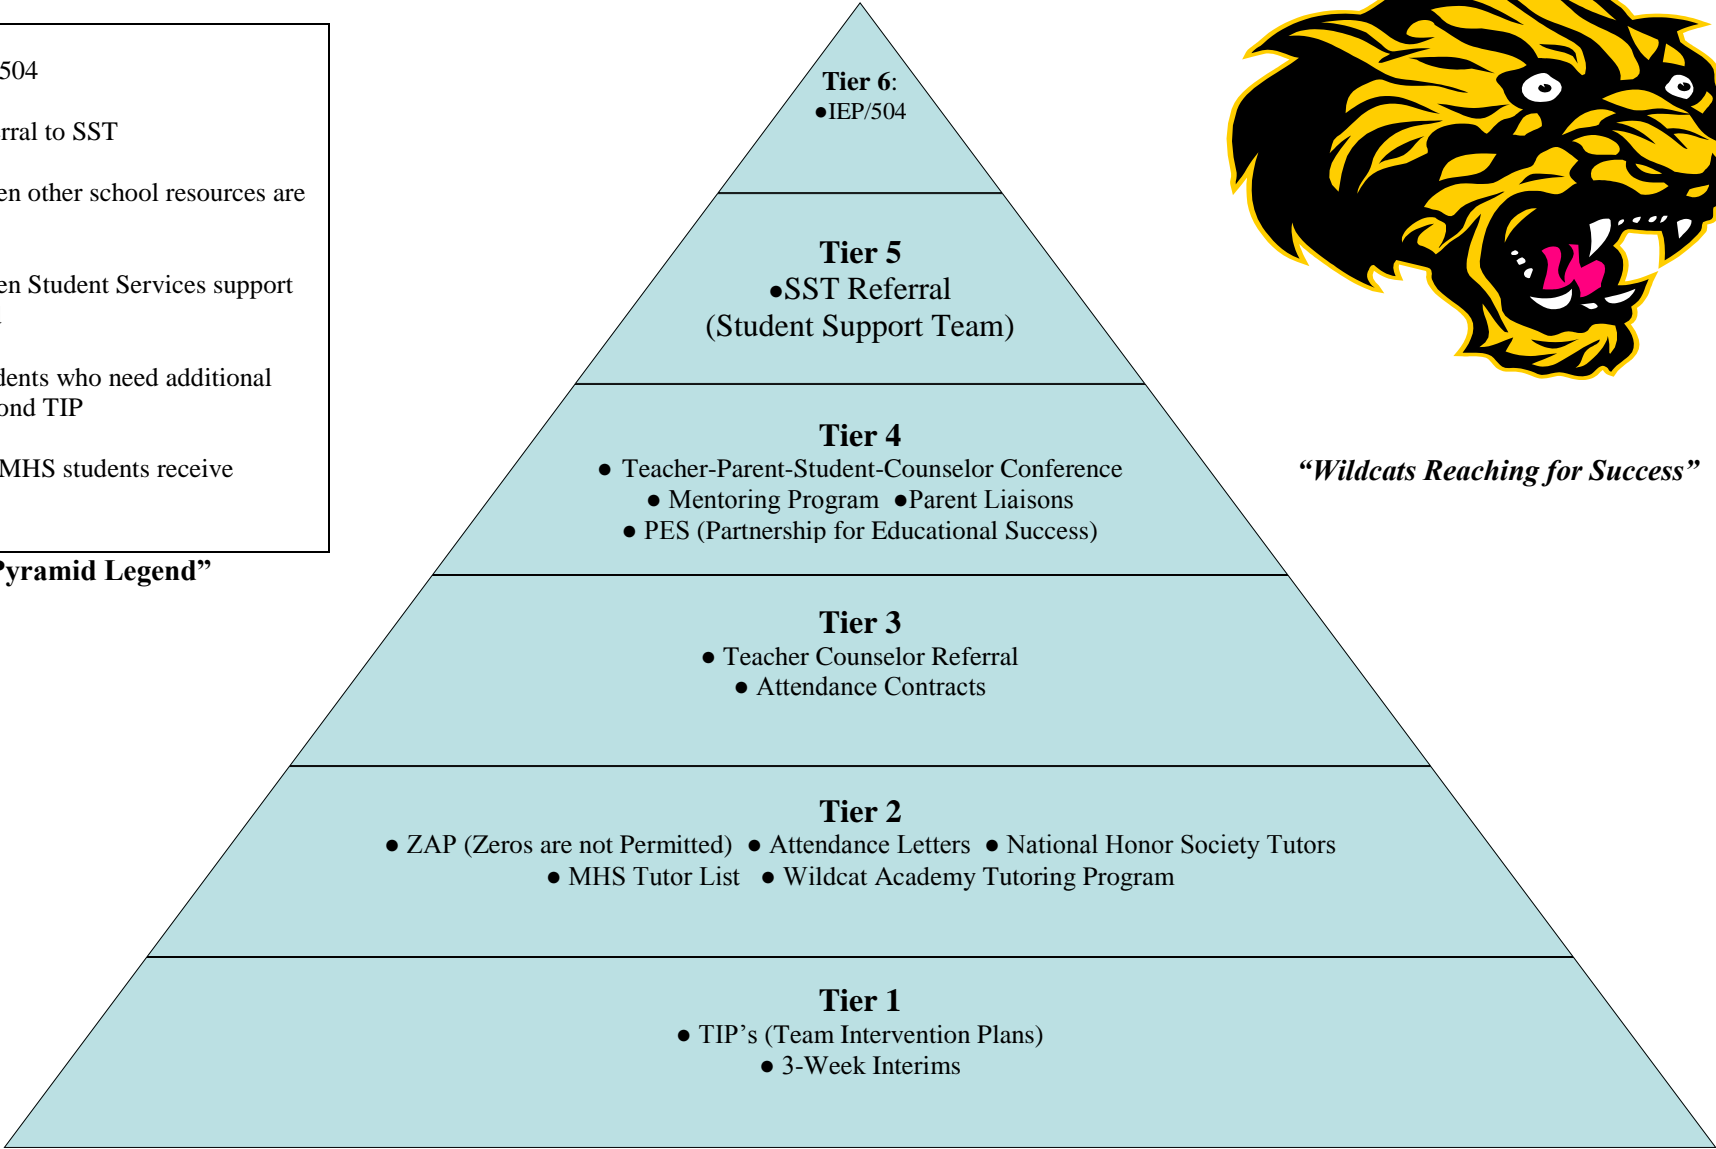 504
rral to SST
en other school resources are
en Student Services support
dents who need additional
ond TIP
MHS students receive
Pyramid Legend”
Tier 6:
●IEP/504
Tier 5
●SST Referral
(Student Support Team)
Tier 4
● Teacher-Parent-Student-Counselor Conference
● Mentoring Program ●Parent Liaisons
● PES (Partnership for Educational Success)
“Wildcats Reaching for Success”
Tier 3
● Teacher Counselor Referral
● Attendance Contracts
Tier 2
● ZAP (Zeros are not Permitted) ● Attendance Letters ● National Honor Society Tutors
● MHS Tutor List ● Wildcat Academy Tutoring Program
Tier 1
● TIP’s (Team Intervention Plans)
● 3-Week Interims